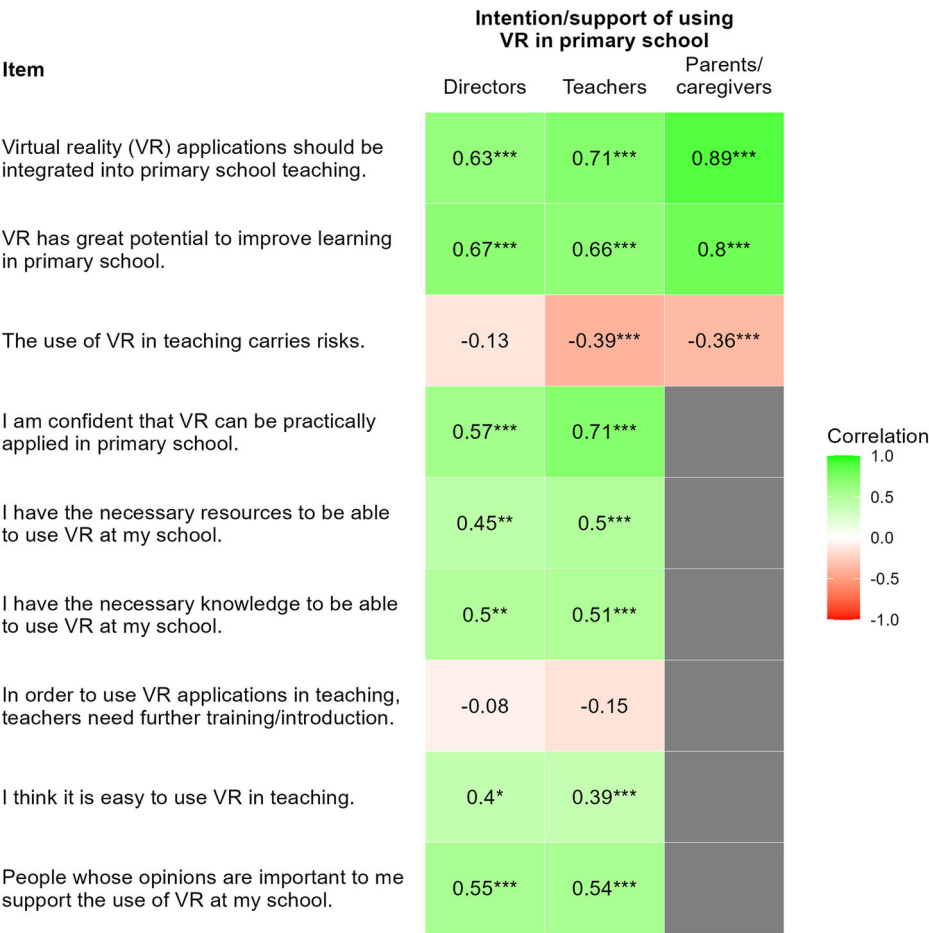 Intention/support of using
VR in primary school
Item
Directors
Teachers
Parents/
caregivers
Virtual reality (VR) applications should be
integrated into primary school teaching.
0.63***
0.71***
0.89***
VR has great potential to improve learning
in primary school.
0.67***
0.66***
0.8***
The use of VR in teaching carries risks.
-0.13
-0.39***
-0.36***
I am confident that VR can be practically
applied in primary school.
0.57***
0.71***
I have the necessary resources to be able
to use VR at my school.
0.45**
0.5***
I have the necessary knowledge to be able
to use VR at my school.
0.5**
0.51***
In order to use VR applications in teaching,
teachers need further training/introduction.
-0.08
-0.15
I think it is easy to use VR in teaching.
0.4*
0.39***
People whose opinions are important to me
support the use of VR at my school.
0.55***
0.54***
Correlation
1.0
0.5
0.0
-0.5
-1.0